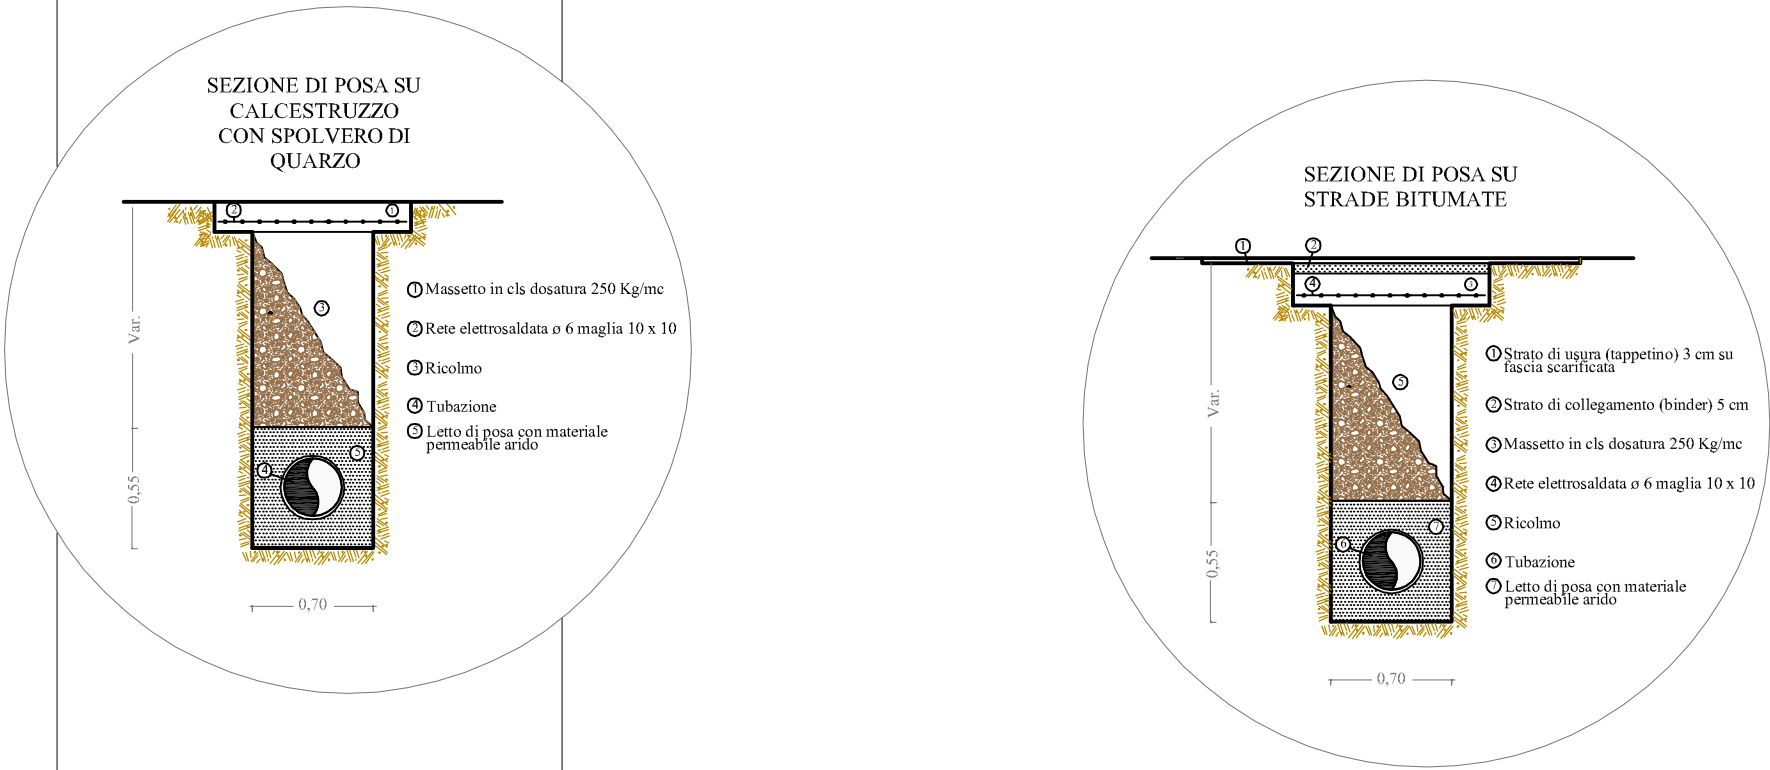 SEZIONE DI POSA SU
CALCESTRUZZO
CON SPOLVERO DI
QUARZO
2
1
3
Var.
1 Massetto in cls dosatura 250 Kg/mc
2 Rete elettrosaldata ø 6 maglia 10 x 10
3 Ricolmo
4 Tubazione
5 Letto di posa con materiale
permeabile arido
5
4
0,55
0,70
SEZIONE DI POSA SU
STRADE BITUMATE
1
2
4
3
5
Var.
1 Strato di usura (tappetino) 3 cm su
fascia scarificata
2 Strato di collegamento (binder) 5 cm
3 Massetto in cls dosatura 250 Kg/mc
4 Rete elettrosaldata ø 6 maglia 10 x 10
5 Ricolmo
6 Tubazione
7 Letto di posa con materiale
permeabile arido
7
6
0,55
0,70